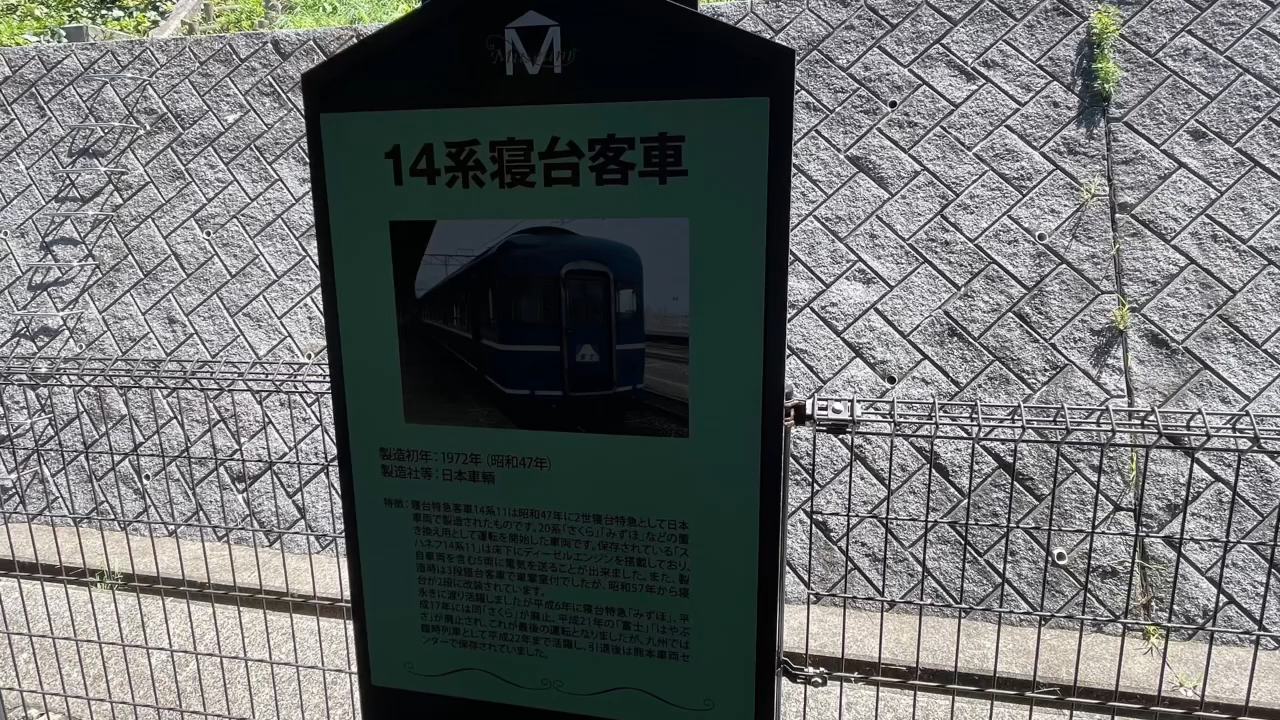 M
14系寝台客車
製造初年：1972年（昭和47年）
製造社等：日本車輌
特徴：寝台特急客車14系11は昭和47年に2世寝台特急として日本
車両で製造されたものです。20系「さくら」「みずほ」などの置
き換え用として運転を開始した車両です。保存されている「ス
ハネフ14系11」は床下にディーゼルエンジンを搭載しており、
自車両を含む5両に電気を送ることが出来ました。また、製
造時は3段寝台客車で車掌室付でしたが、昭和57年から寝
台が2段に改装されています。
永きに渡り活躍しましたが平成6年に寝台特急「みずほ」、平
成17年には同「さくら」が廃止、平成21年の「富士」「はやぶ
さ」が廃止され、これが最後の運転となりましたが、九州では
臨時列車として平成22年まで活躍し、引退後は熊本車両セ
ンターで保存されていました。